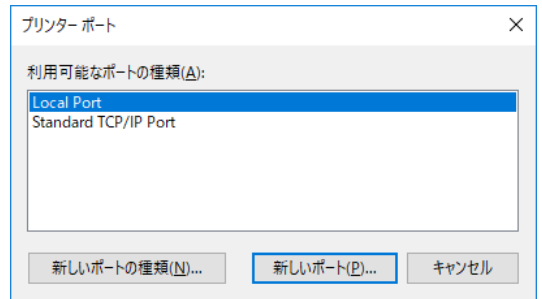 プリンター ポート
利用可能なポートの種類(A):
Local Port
Standard TCP/IP Port
新しいポートの種類(N)... 新しいポート(P)... キャンセル